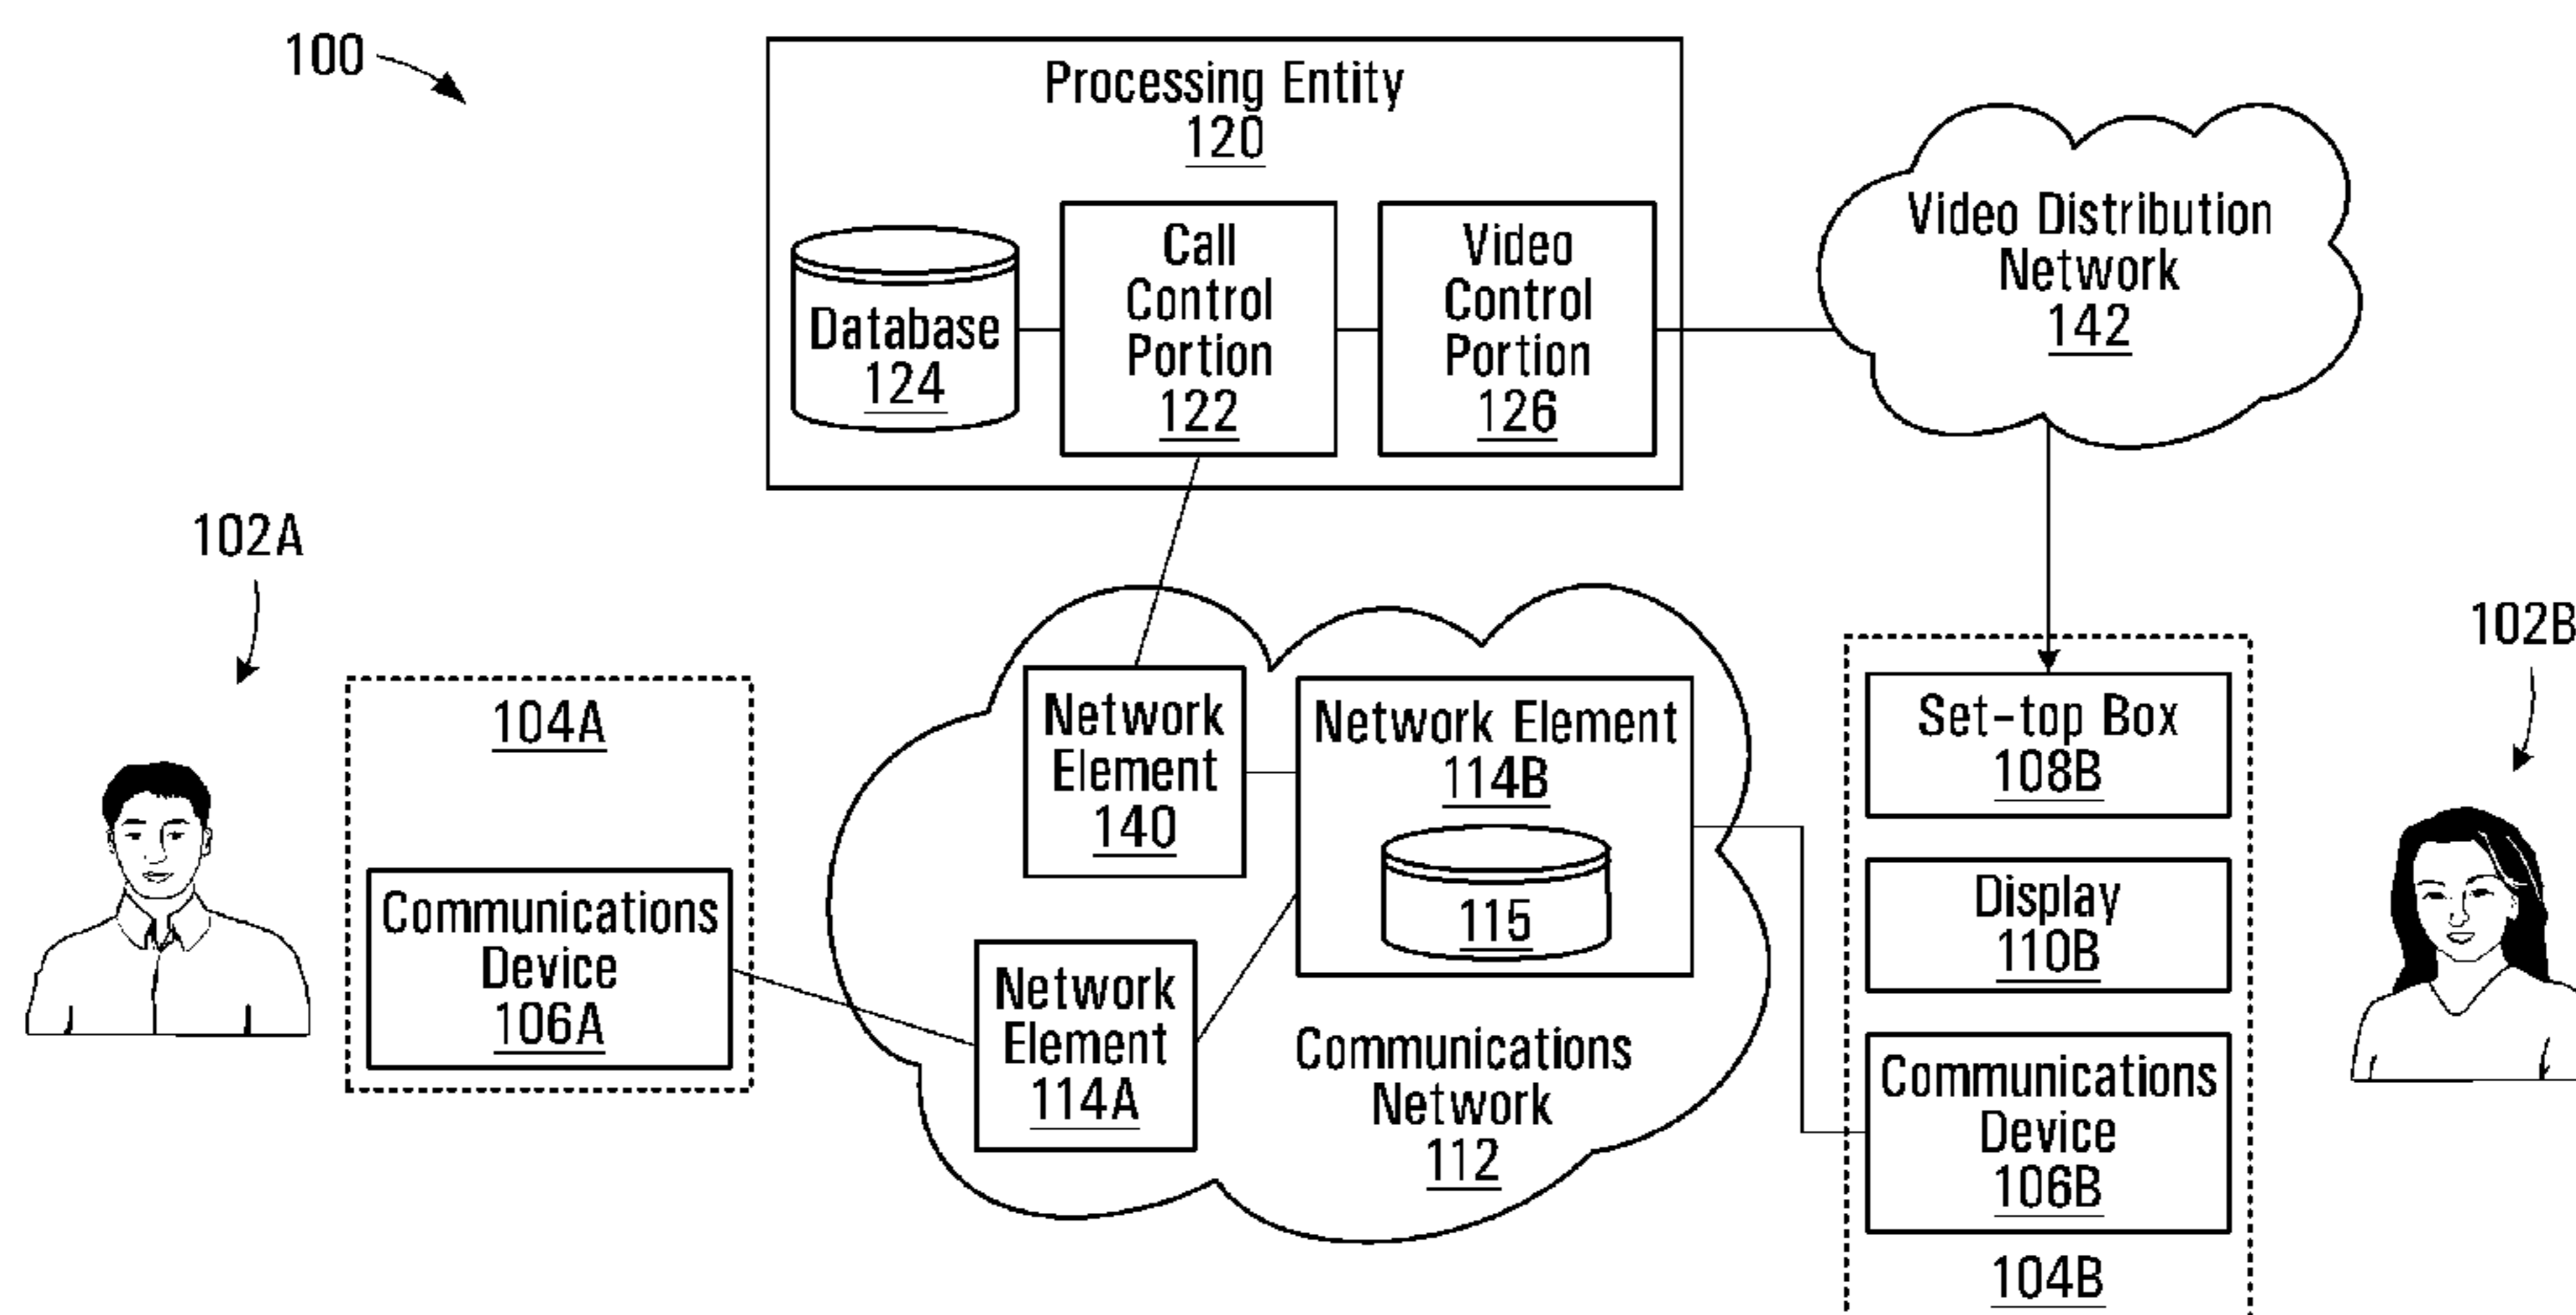 100
Processing Entity
120
Database
124
Call
Control
Portion
122
Video
Control
Portion
126
Video Distribution
Network
142
102A
104A
Communications
Device
106A
Network
Element
140
Network Element
114B
115
Network
Element
114A
Communications
Network
112
Set-top Box
108B
Display
110B
Communications
Device
106B
104B
102B